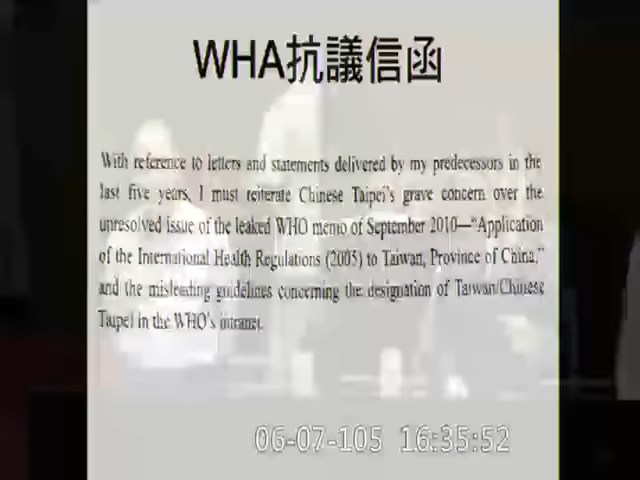 WHA抗議信函
With reference to letters and statements delivered by my predecessors in the
last five years, I must reiterate Chinese Taipei's grave concern over the
unresolved issue of the leaked WHO memo of September 2010—"Application
of the International Health Regulations (2005) to Taiwan, Province of China,"
and the misleading guidelines concerning the designation of Taiwan/Chinese
Taipei in the WHO's intranet.
06-07-105 16:35:52